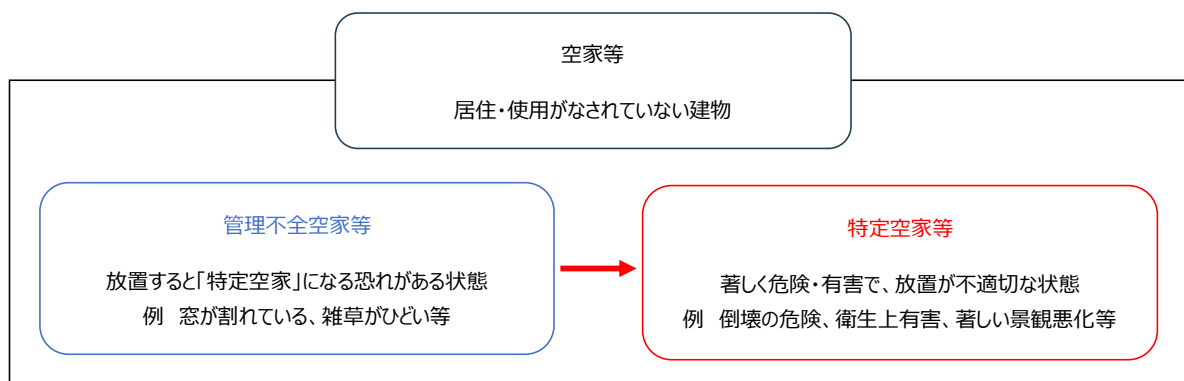 空家等
居住・使用がなされていない建物
管理不全空家等
放置すると「特定空家」になる恐れがある状態
例　窓が割れている、雑草がひどい等
特定空家等
著しく危険・有害で、放置が不適切な状態
例　倒壊の危険、衛生上有害、著しい景観悪化等